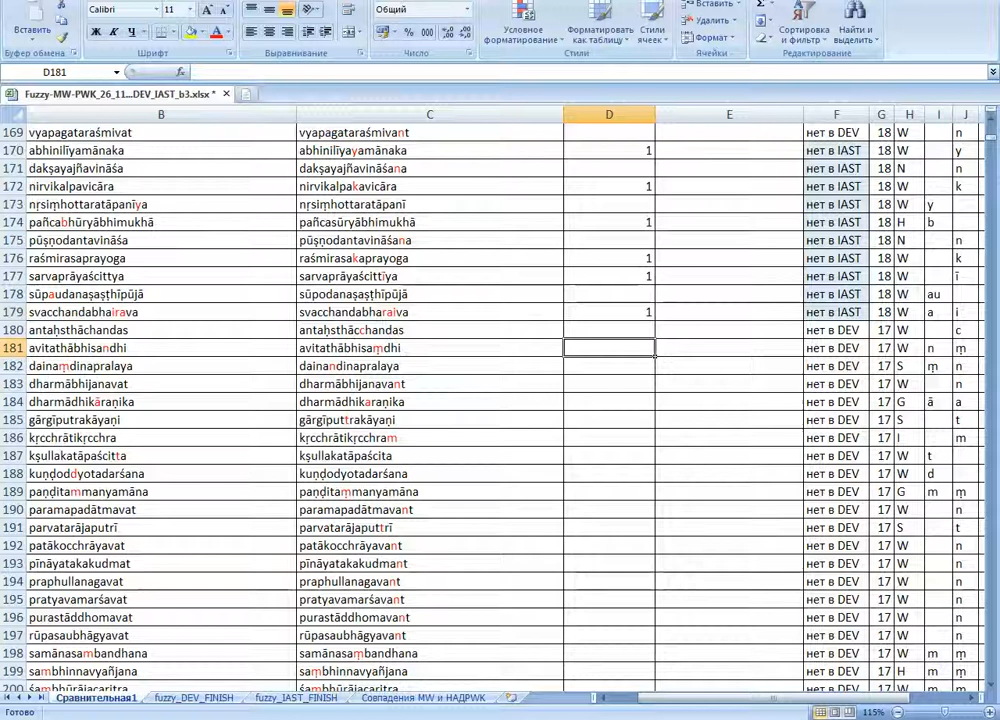 Вставить
Calibri 11 A A
Общий
Ж К Ч
% 000
Условное форматирование
Форматировать как таблицу
Стили ячеек
Вставить
Удалить
Формат
Сортировка и фильтр
Найти и выделить
Буфер обмена Шрифт Выравнивание Число Стили Ячейки Редактирование
D181 fx
Fuzzy-MW-PWK_26_11...DEV_IAST_b3.xlsx *
B C D E F G H I J
169 vyapagataraśmivat vyapagataraśmivant нет в DEV 18 W n
170 abhinilīyamānaka abhinilīyayamānaka 1 нет в IAST 18 W y
171 dakṣayajñavināśa dakṣayajñavināśana нет в IAST 18 N n
172 nirvikalpavicāra nirvikalpakavicāra 1 нет в IAST 18 W k
173 nṛsiṃhottaratāpanīya nṛsiṃhottaratāpanī нет в IAST 18 W y
174 pañcabhūryābhimukhā pañcasūryābhimukhā 1 нет в IAST 18 H b
175 pūṣṇodantavināśa pūṣṇodantavināśana нет в IAST 18 N n
176 raśmirasaprayoga raśmirasakaprayoga 1 нет в IAST 18 W k
177 sarvaprāyaścittya sarvaprāyaścittīya 1 нет в IAST 18 W ī
178 sūpaudanaṣaṣṭhīpūjā sūpodanaṣaṣṭhīpūjā нет в IAST 18 W au
179 svacchandabhairava svacchandabharaiva 1 нет в IAST 18 W a i
180 antaḥsthāchandas antaḥsthācchandas нет в DEV 17 W c
181 avitathābhisandhi avitathābhisaṃdhi нет в DEV 17 W n ṃ
182 dainaṃdinapralaya dainandinapralaya нет в DEV 17 S ṃ n
183 dharmābhijanavat dharmābhijanavant нет в DEV 17 W n
184 dharmādhikāraṇika dharmādhikaraṇika нет в DEV 17 G ā a
185 gārgīputrakāyaṇi gārgīputtrakāyaṇi нет в DEV 17 S t
186 kṛcchrātikṛcchra kṛcchrātikṛcchram нет в DEV 17 I m
187 kṣullakatāpaścitta kṣullakatāpaścita нет в DEV 17 W t
188 kuṇḍoddyotadarśana kuṇḍodyotadarśana нет в DEV 17 W d
189 paṇḍitammanyamāna paṇḍitaṃmanyamāna нет в DEV 17 G m ṃ
190 paramapadātmavat paramapadātmavant нет в DEV 17 W n
191 parvatarājaputrī parvatarājaputtrī нет в DEV 17 S t
192 patākocchrāyavat patākocchrāyavant нет в DEV 17 W n
193 pīnāyatakakudmat pīnāyatakakudmant нет в DEV 17 W n
194 praphullanagavat praphullanagavant нет в DEV 17 W n
195 pratyavamarśavat pratyavamarśavant нет в DEV 17 W n
196 purastāddhomavat purastāddhomavant нет в DEV 17 W n
197 rūpasaubhāgyavat rūpasaubhāgyavant нет в DEV 17 W n
198 samānasambandhana samānasaṃbandhana нет в DEV 17 W m ṃ
199 sambhinnavyañjana saṃbhinnavyañjana нет в DEV 17 H m ṃ
200 śambhūrājacaritra śaṃbhūrājacaritra нет в DEV 17 W m ṃ
Сравнительная1 fuzzy_DEV_FINISH fuzzy_IAST_FINISH Совпадения MW и НАДPWK
Готово 115%